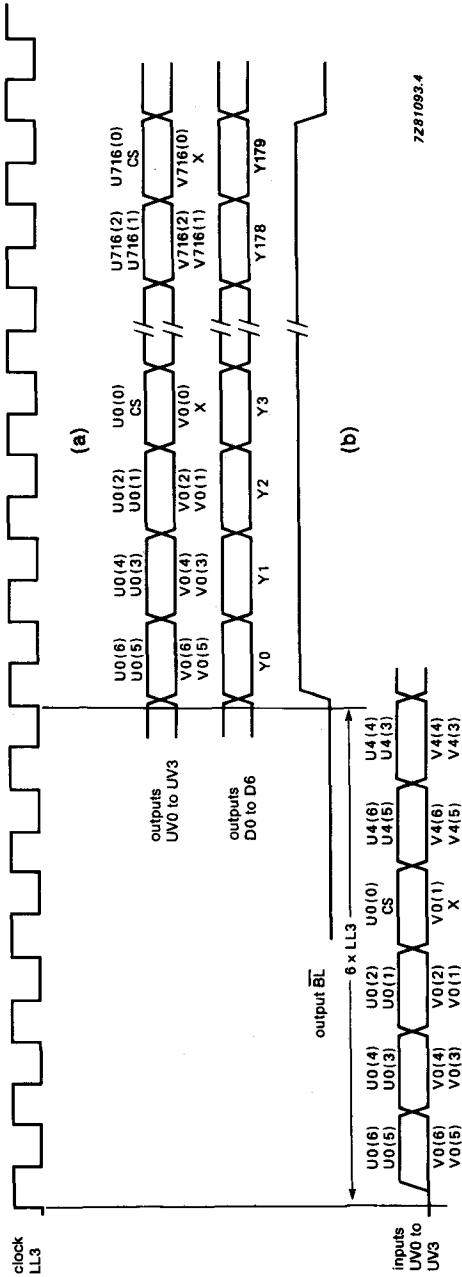 clock
LL3
(a)
U0(6) U0(4) U0(2) U0(0) U716(2) U716(0)
U0(5) U0(3) U0(1) CS U716(1) CS
outputs
UV0 to UV3
V0(6) V0(4) V0(2) V0(0) V716(2) V716(0)
V0(5) V0(3) V0(1) X V716(1) X
outputs
D0 to D6
Y0 Y1 Y2 Y3 Y178 Y179
output B̅L̅
6 x LL3
(b)
U0(6) U0(4) U0(2) U0(0) U4(6) U4(4)
U0(5) U0(3) U0(1) CS U4(5) U4(3)
inputs
UV0 to
UV3
V0(6) V0(4) V0(2) V0(1) V4(6) V4(4)
V0(5) V0(3) V0(1) X V4(5) V4(3)
7Z81093.4